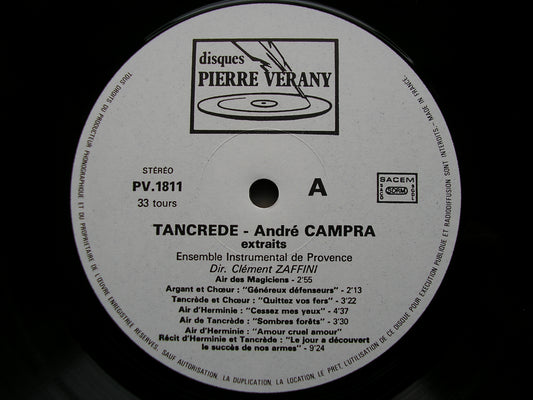 disques
PIERRE VERANY
STÉRÉO
PV.1811
33 tours
A
SACEM
SACD
SDRM
SGDL
TANCREDE - André CAMPRA
extraits
Ensemble Instrumental de Provence
Dir. Clément ZAFFINI
Air des Magiciens - 2'55
Argant et Chœur : "Généreux défenseurs" - 2'13
Tancrède et Chœur : "Quittez vos fers" - 3'22
Air d'Herminie : "Cessez mes yeux" - 4'37
Air de Tancrède : "Sombres forêts" - 3'30
Air d'Herminie : "Amour cruel amour"
Récit d'Herminie et Tancrède : "Le jour a découvert
le succès de nos armes" - 9'24
TOUS DROITS DU PRODUCTEUR PHONOGRAPHIQUE ET DU PROPRIETAIRE DE L'ŒUVRE ENREGISTREE RESERVES. SAUF AUTORISATION, LA DUPLICATION, LA LOCATION, LE PRET, L'UTILISATION DE CE DISQUE POUR EXECUTION PUBLIQUE ET RADIODIFFUSION SONT INTERDITS - MADE IN FRANCE.